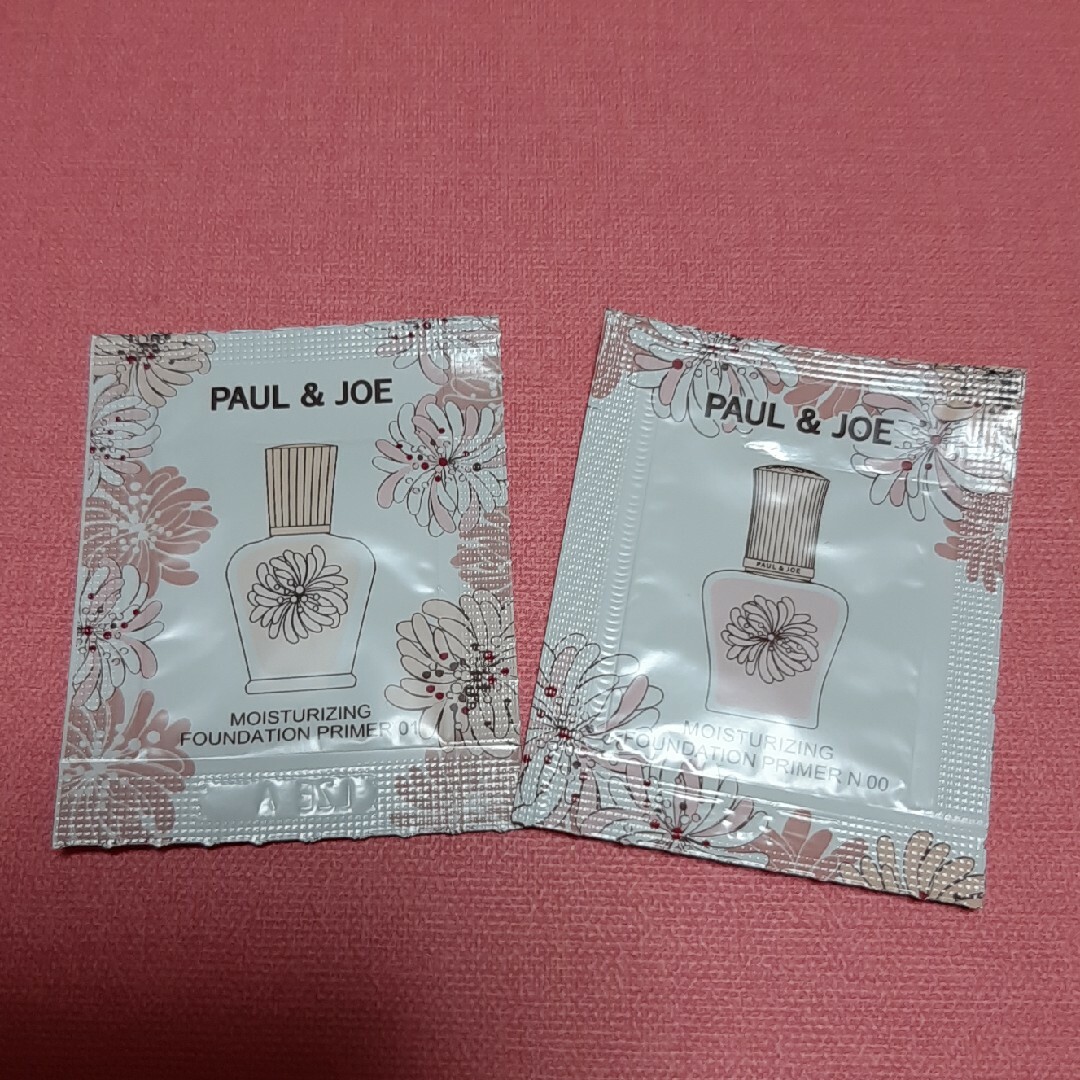 PAUL & JOE
MOISTURIZING
FOUNDATION PRIMER 01
PAUL & JOE
PAUL & JOE
MOISTURIZING
FOUNDATION PRIMER N 00